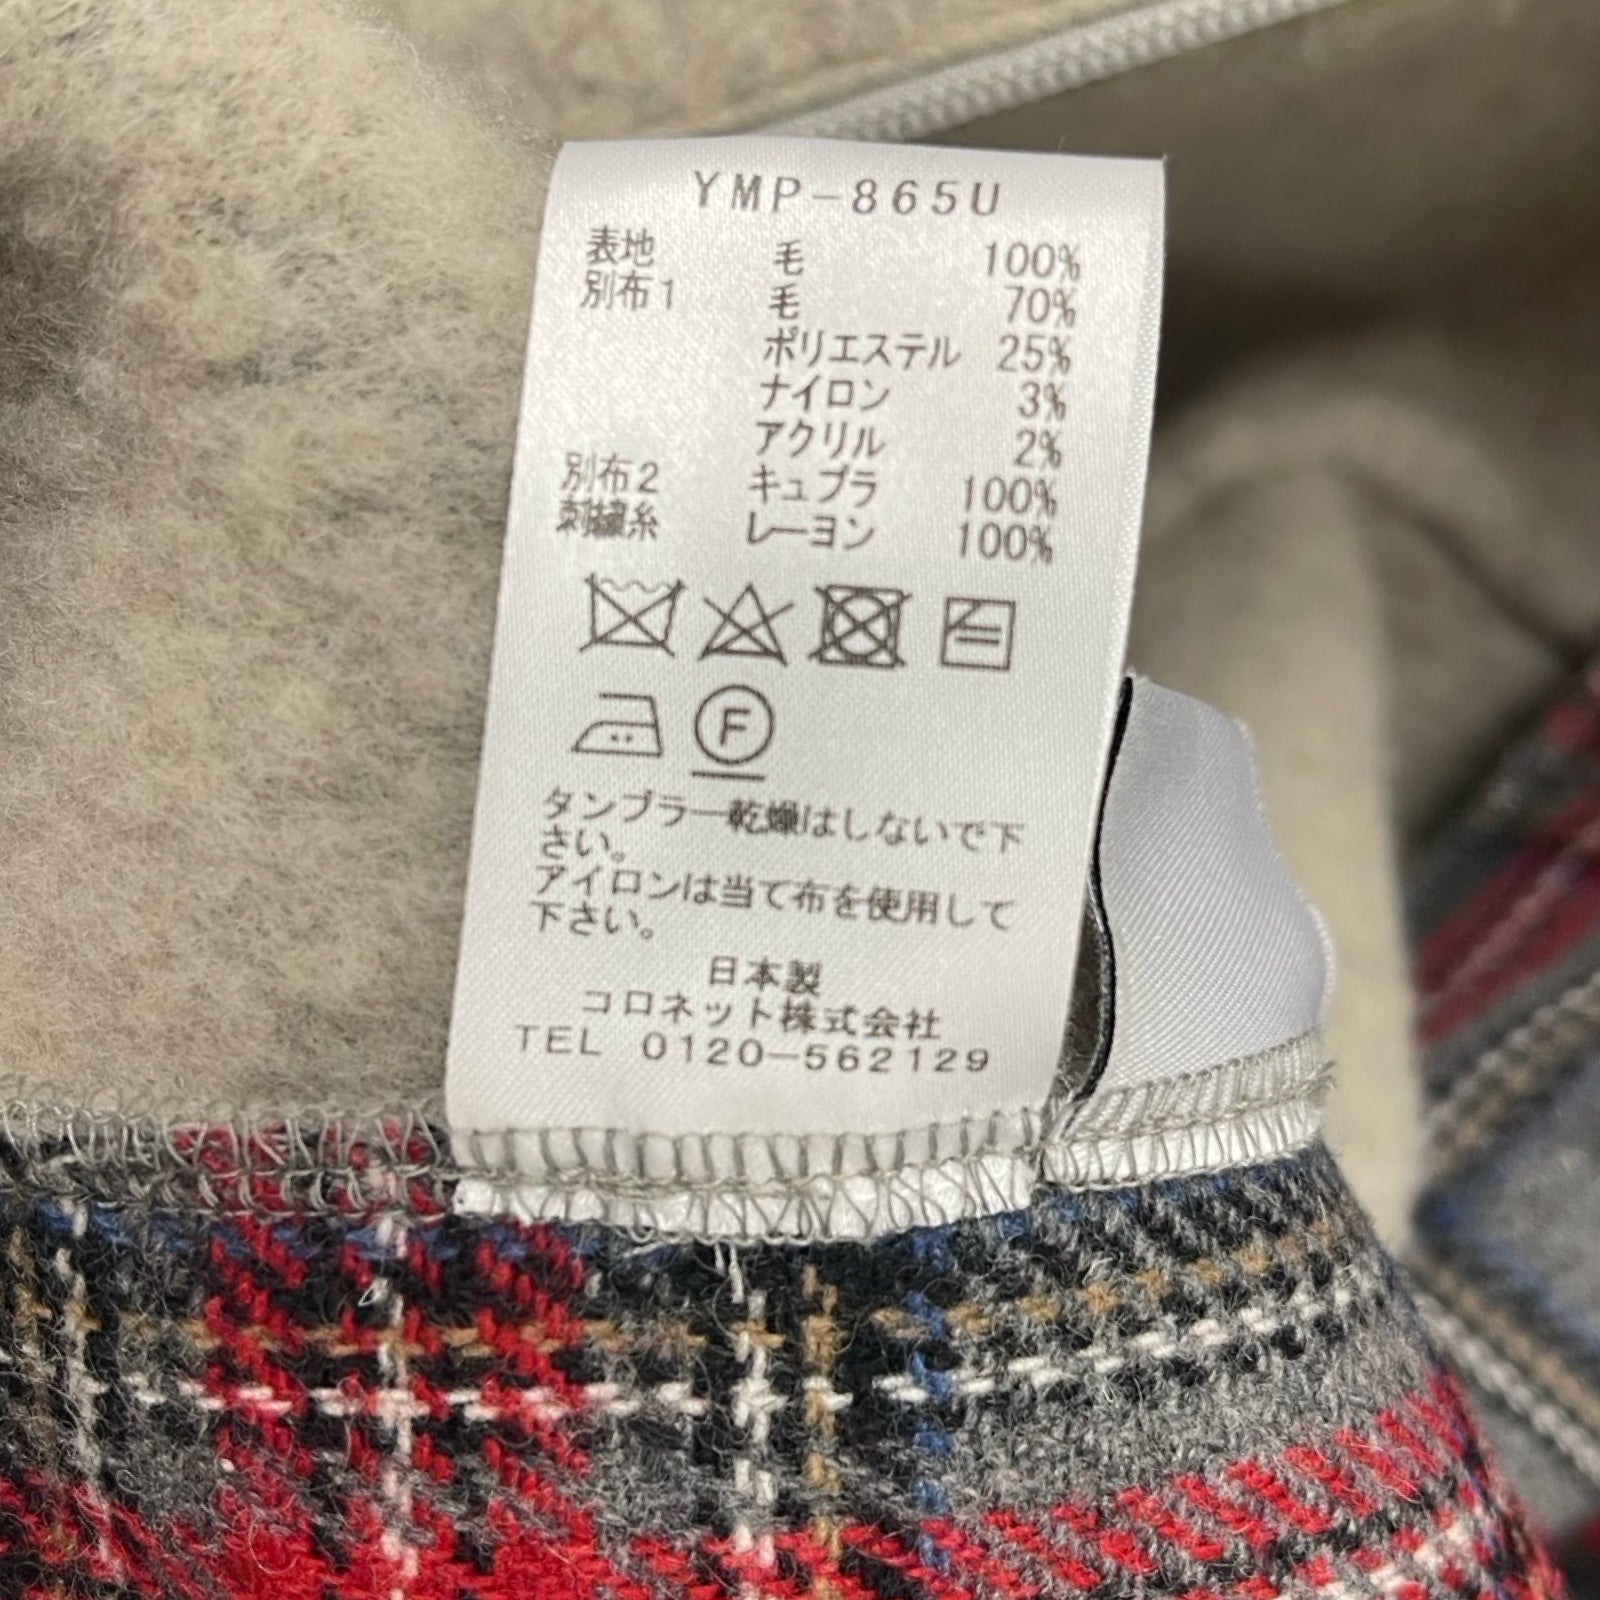 YMP-865U
表地 毛 100%
別布1 毛 70%
ポリエステル 25%
ナイロン 3%
アクリル 2%
別布2 キュプラ 100%
刺繍糸 レーヨン 100%
F
タンブラー乾燥はしないで下
さい。
アイロンは当て布を使用して
下さい。
日本製
コロネット株式会社
TEL 0120-562129